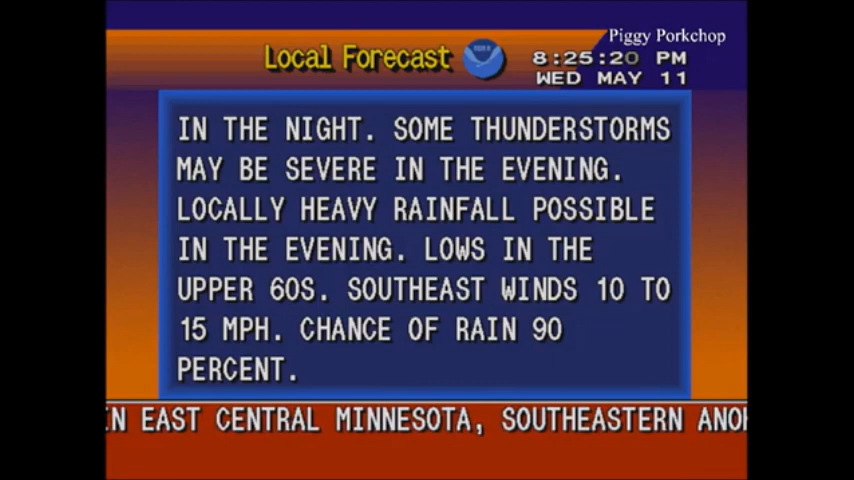 Piggy Porkchop
Local Forecast
8:25:20 PM
WED MAY 11
IN THE NIGHT. SOME THUNDERSTORMS
MAY BE SEVERE IN THE EVENING.
LOCALLY HEAVY RAINFALL POSSIBLE
IN THE EVENING. LOWS IN THE
UPPER 60S. SOUTHEAST WINDS 10 TO
15 MPH. CHANCE OF RAIN 90
PERCENT.
IN EAST CENTRAL MINNESOTA, SOUTHEASTERN